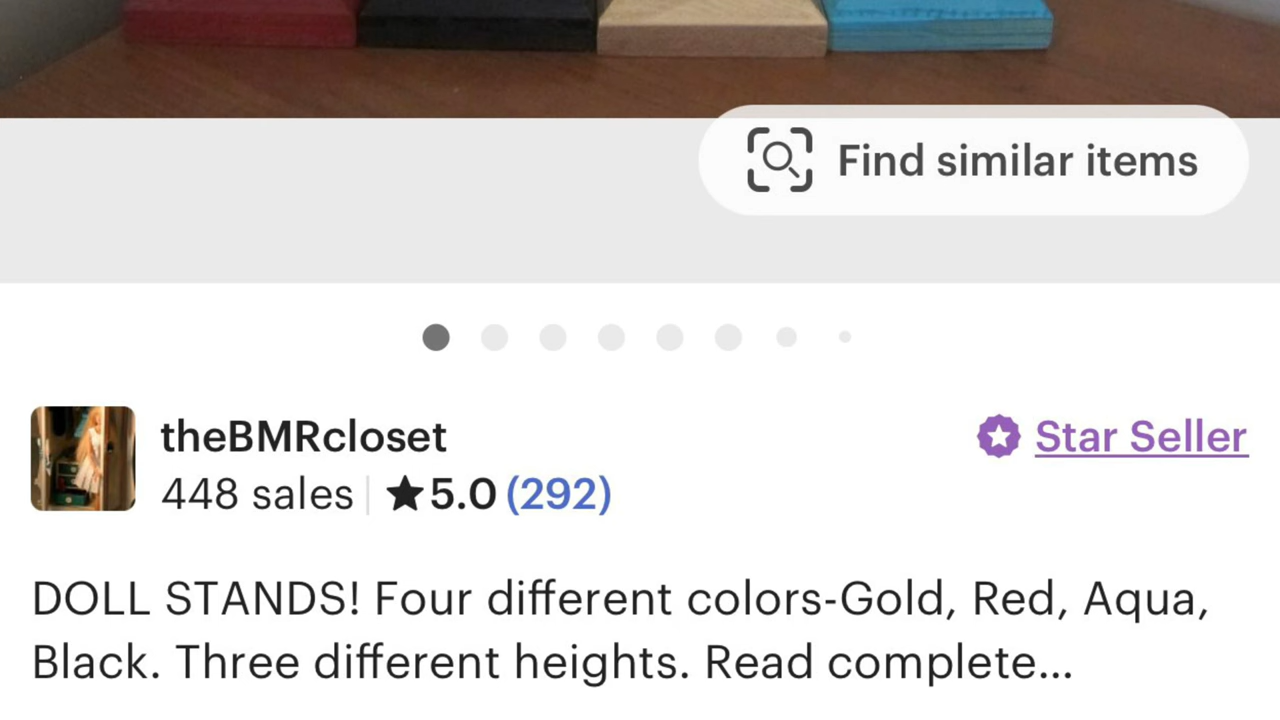 Find similar items
theBMRcloset
Star Seller
448 sales | ★5.0 (292)
DOLL STANDS! Four different colors-Gold, Red, Aqua,
Black. Three different heights. Read complete...